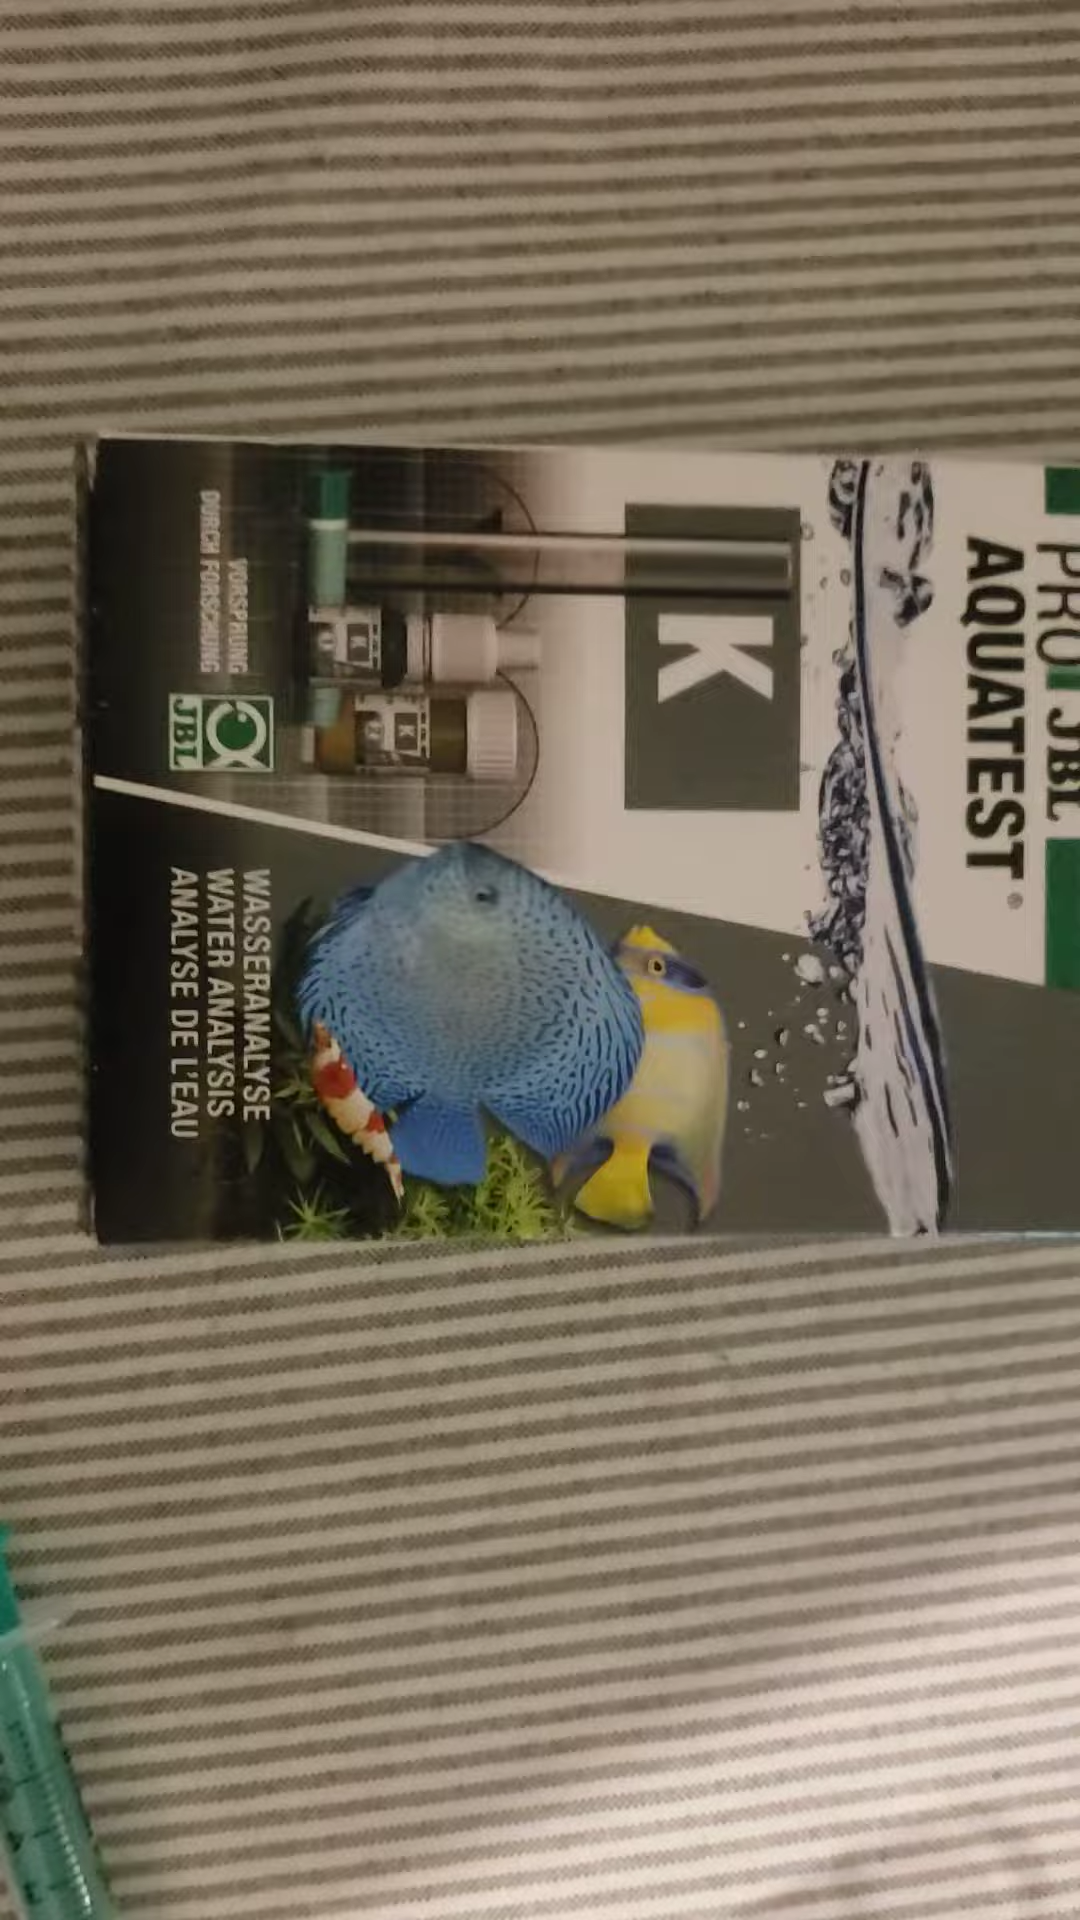 PRO JBL
AQUATEST®
K
K
K
VORSPRUNG
DURCH FORSCHUNG
JBL
WASSERANALYSE
WATER ANALYSIS
ANALYSE DE L'EAU